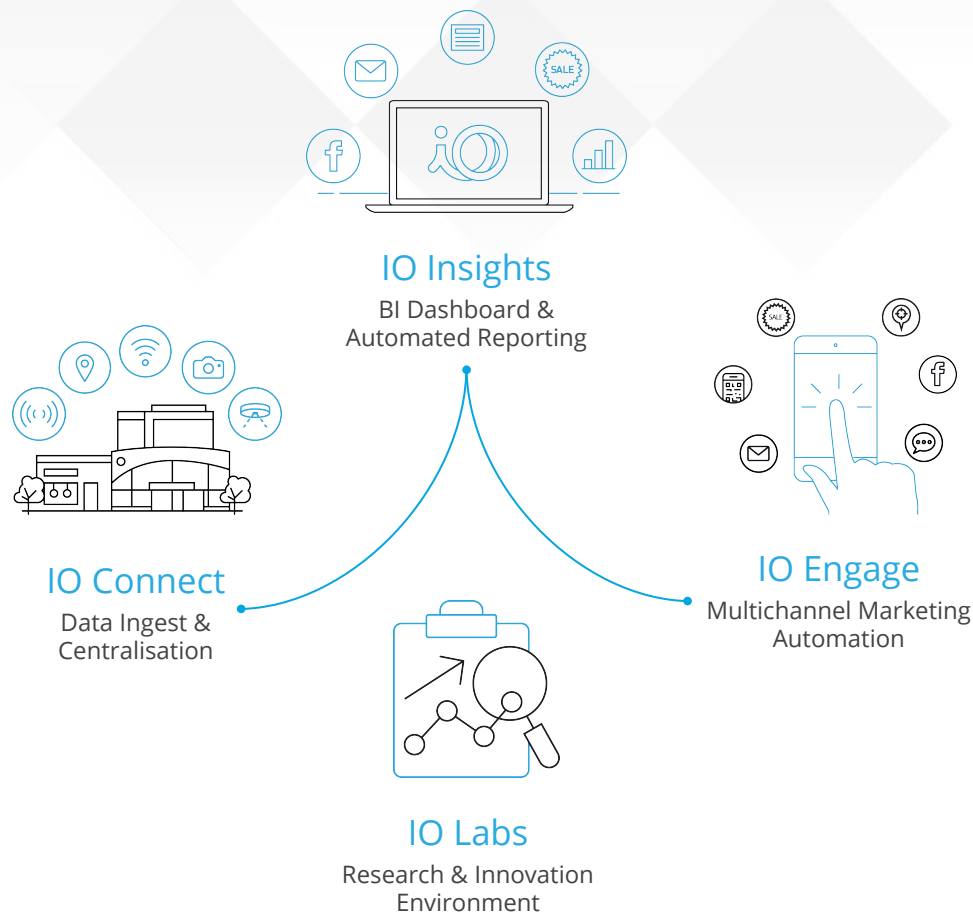 SALE
iO
IO Insights
BI Dashboard &
Automated Reporting
SALE
IO Connect
Data Ingest &
Centralisation
IO Engage
Multichannel Marketing
Automation
IO Labs
Research & Innovation
Environment